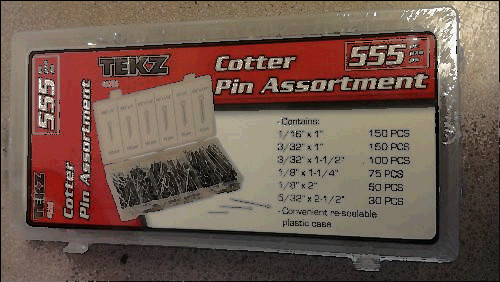 TEKZ
Cotter
Pin Assortment
555
- Contains:
1/16" x 1" 150 PCS
3/32" x 1" 150 PCS
3/32" x 1-1/2" 100 PCS
1/8" x 1-1/4" 75 PCS
1/8" x 2" 50 PCS
5/32" x 2-1/2" 30 PCS
- Convenient re-sealable
plastic case
555
Cotter
Pin Assortment
TEKZ